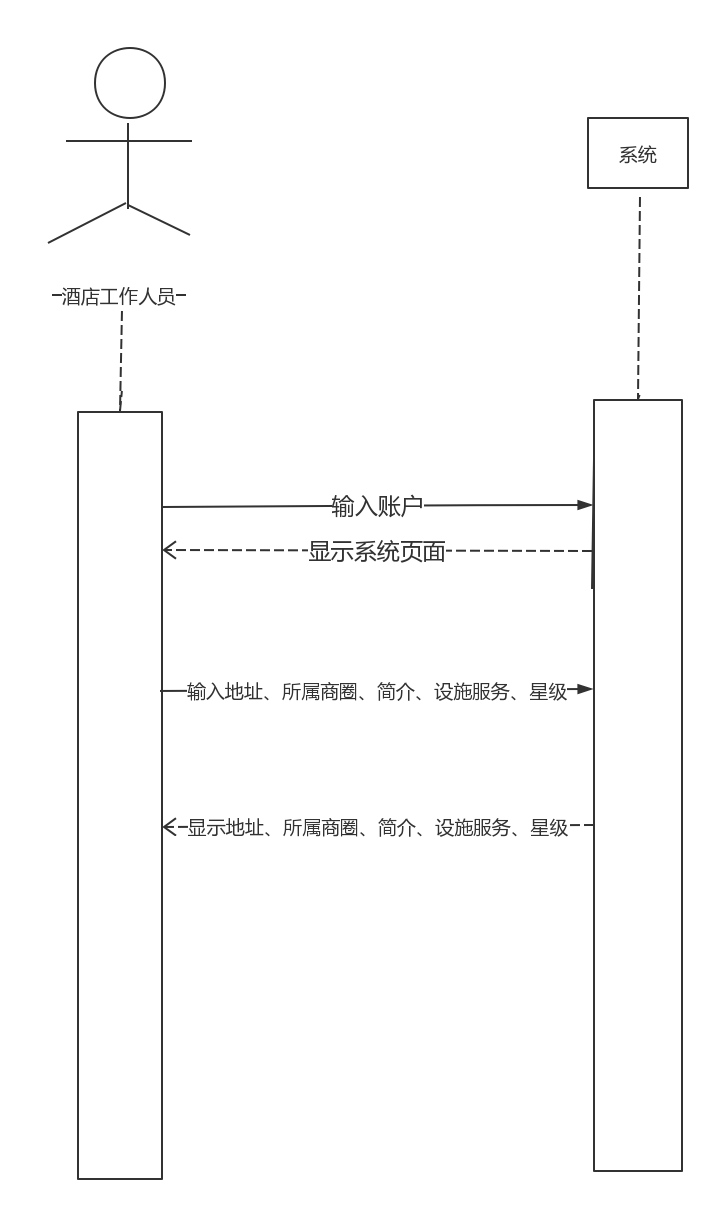 系统
酒店工作人员
输入账户
显示系统页面
输入地址、所属商圈、简介、设施服务、星级
显示地址、所属商圈、简介、设施服务、星级